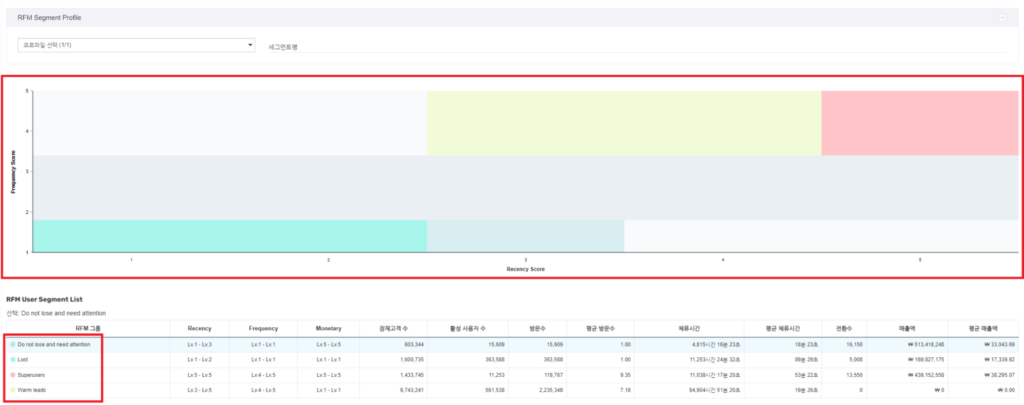 RFM Segment Profile
프로파일 선택 (1/1)
세그먼트명
Frequency Score
5
4
3
2
1
1 2 3 4 5
Recency Score
RFM User Segment List
선택: Do not lose and need attention
RFM 그룹 Recency Frequency Monetary 잠재고객 수 활성 사용자 수 방문수 평균 방문수 체류시간 평균 체류시간 전환수 매출액 평균 매출액
Do not lose and need attention Lv.1 - Lv.3 Lv.1 - Lv.1 Lv.5 - Lv.5 603,344 15,609 15,609 1.00 4,815시간 16분 23초 18분 23초 16,150 ₩ 513,418,246 ₩ 33,043.99
Lost Lv.1 - Lv.2 Lv.1 - Lv.1 Lv.1 - Lv.1 1,600,735 363,588 363,588 1.00 11,253시간 24분 32초 09분 26초 5,008 ₩ 169,827,175 ₩ 17,339.92
Superusers Lv.5 - Lv.5 Lv.4 - Lv.5 Lv.5 - Lv.5 1,433,745 11,253 119,767 9.35 11,038시간 17분 20초 53분 22초 13,550 ₩ 439,152,556 ₩ 38,295.07
Warm leads Lv.3 - Lv.5 Lv.4 - Lv.5 Lv.1 - Lv.1 9,743,241 561,538 2,235,346 7.18 94,904시간 51분 20초 19분 26초 0 ₩ 0 ₩ 0.00